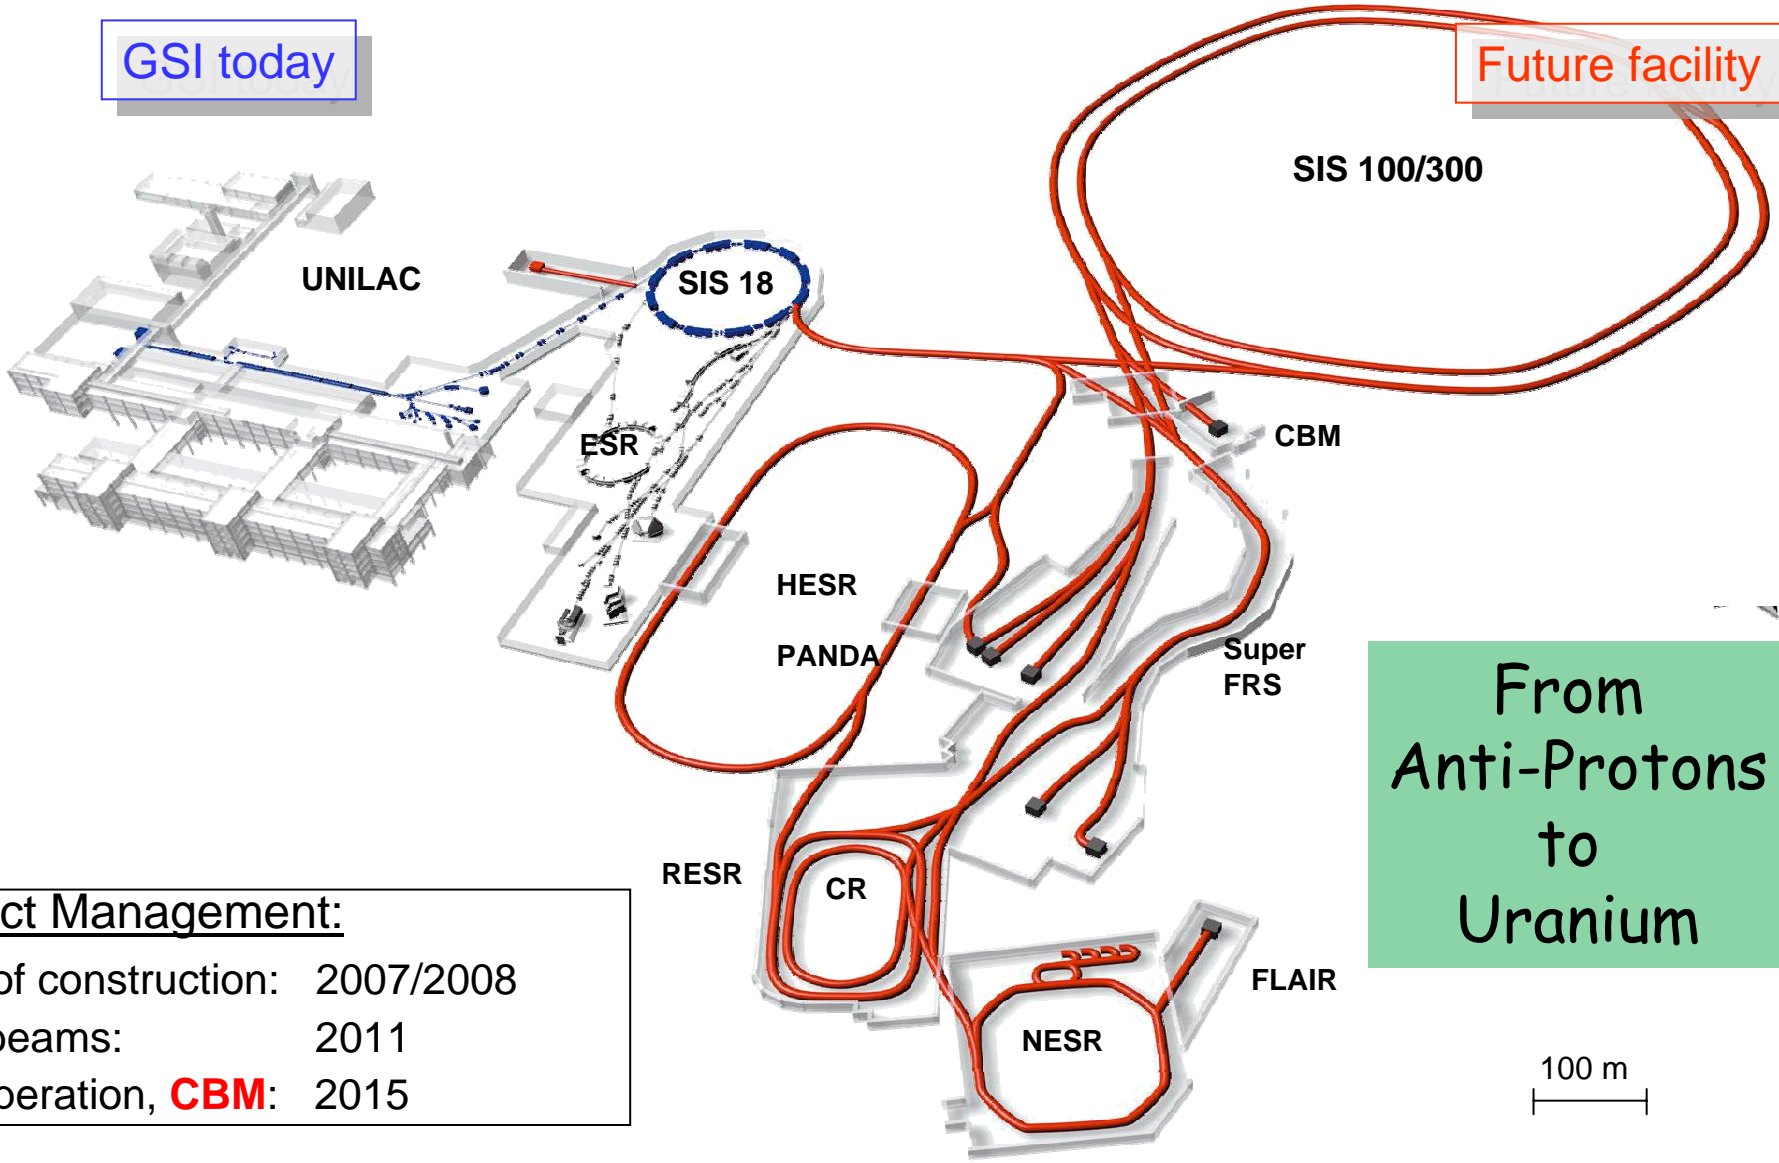 GSI today
Future facility
SIS 100/300
UNILAC
SIS 18
ESR
CBM
HESR
PANDA
Super
FRS
From
Anti-Protons
to
Uranium
RESR
CR
FLAIR
NESR
100 m
ct Management:
of construction: 2007/2008
beams: 2011
peration, CBM: 2015